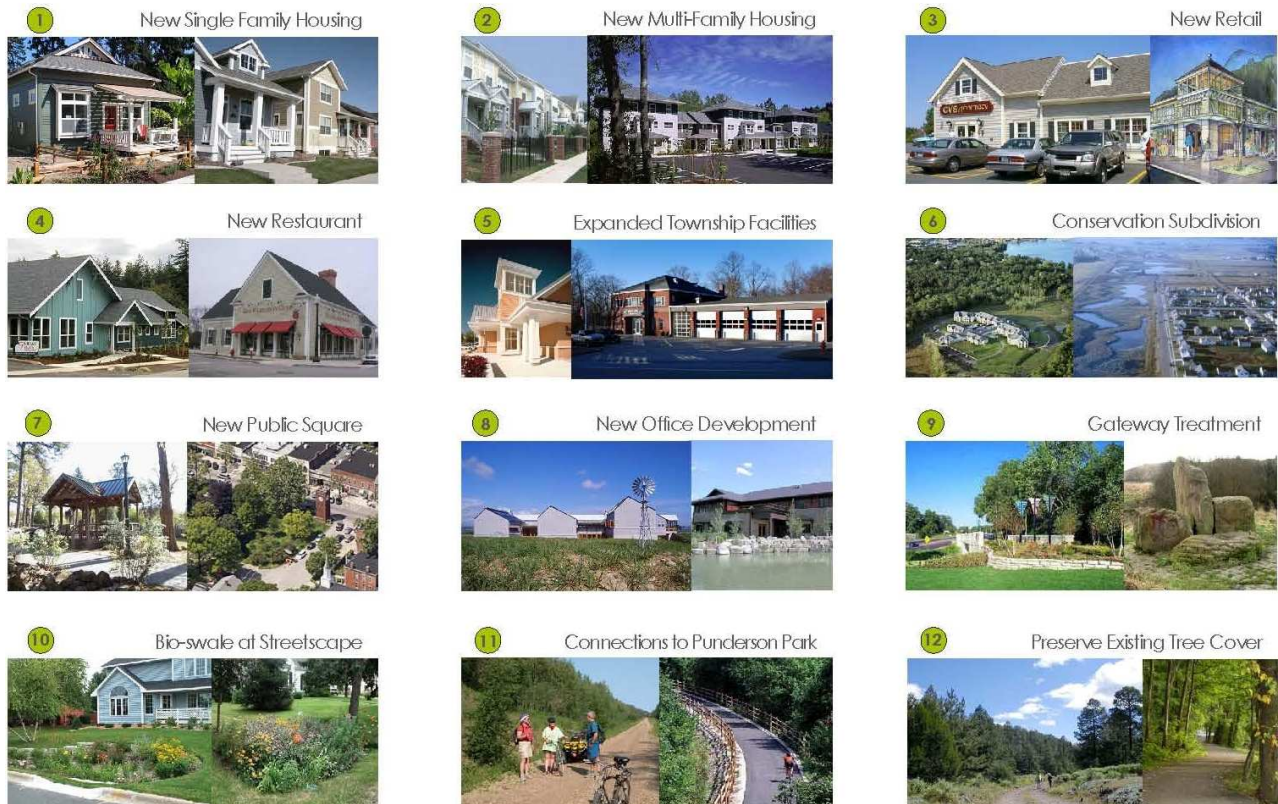 1 New Single Family Housing
2 New Multi-Family Housing
3 New Retail
CVS
4 New Restaurant
5 Expanded Township Facilities
6 Conservation Subdivision
7 New Public Square
8 New Office Development
9 Gateway Treatment
10 Bio-swale at Streetscape
11 Connections to Punderson Park
12 Preserve Existing Tree Cover